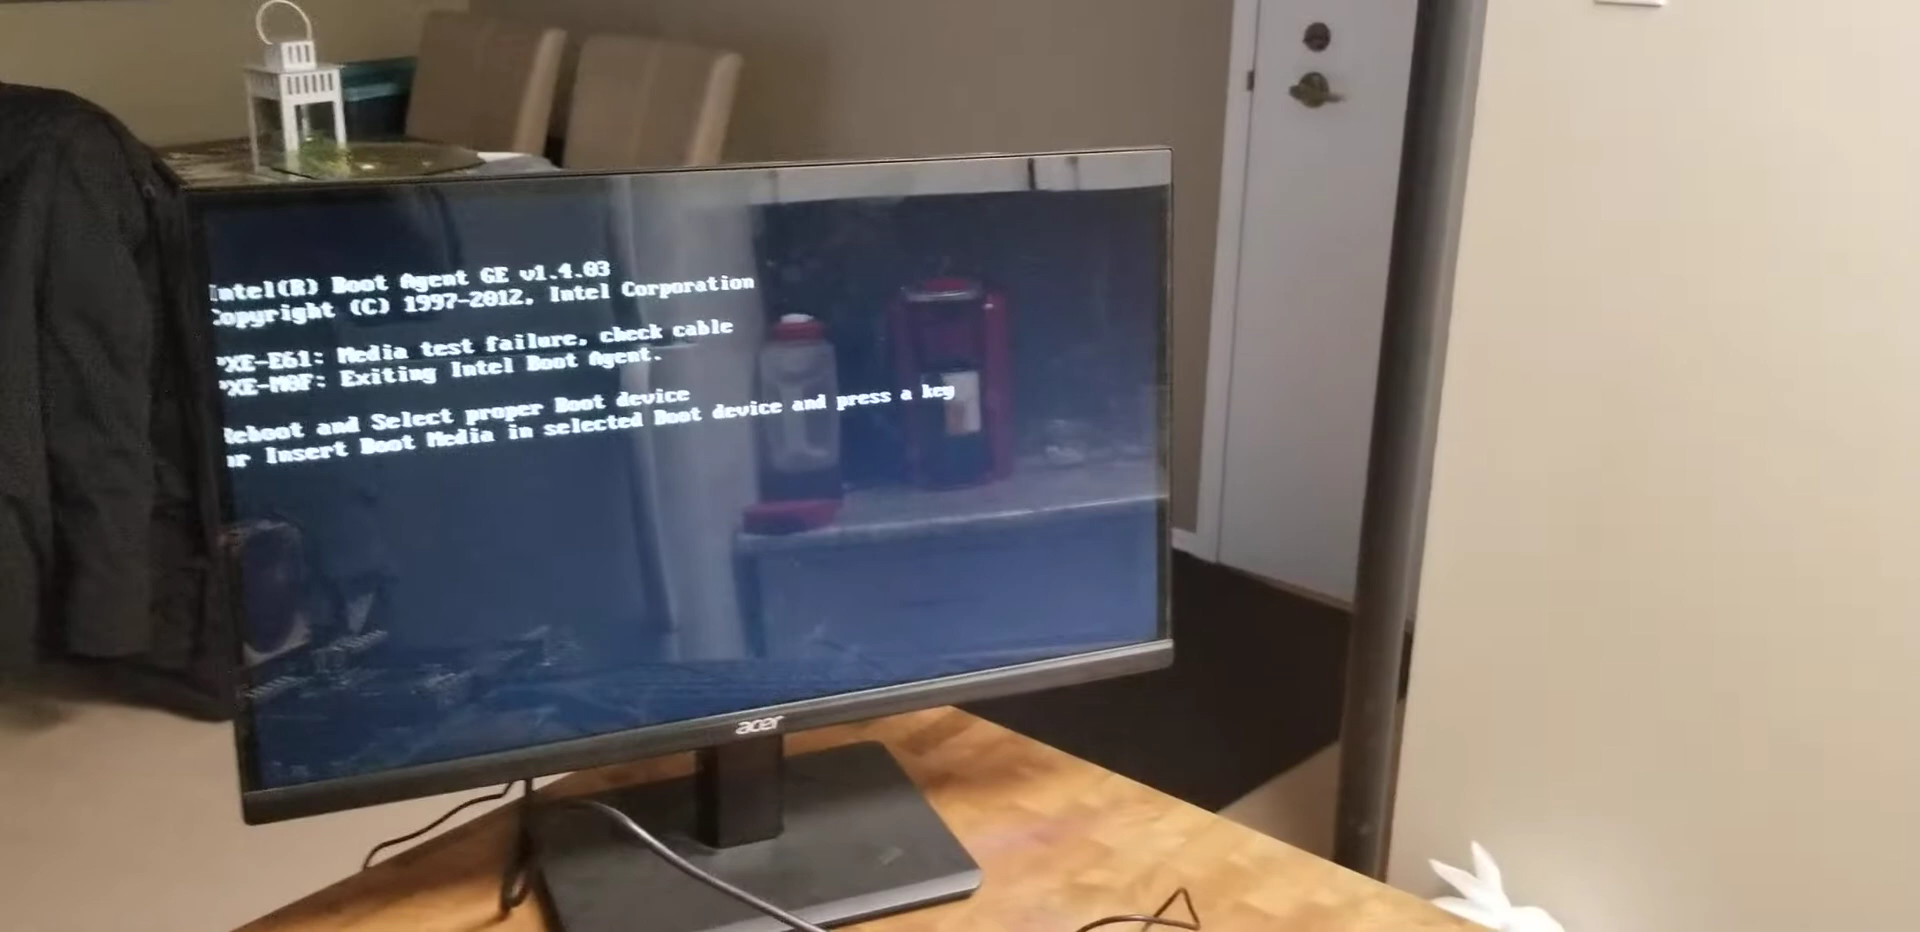 Intel(R) Boot Agent GE v1.4.03
Copyright (C) 1997-2012, Intel Corporation
PXE-E61: Media test failure, check cable
PXE-M0F: Exiting Intel Boot Agent.
Reboot and Select proper Boot device
or Insert Boot Media in selected Boot device and press a key
acer